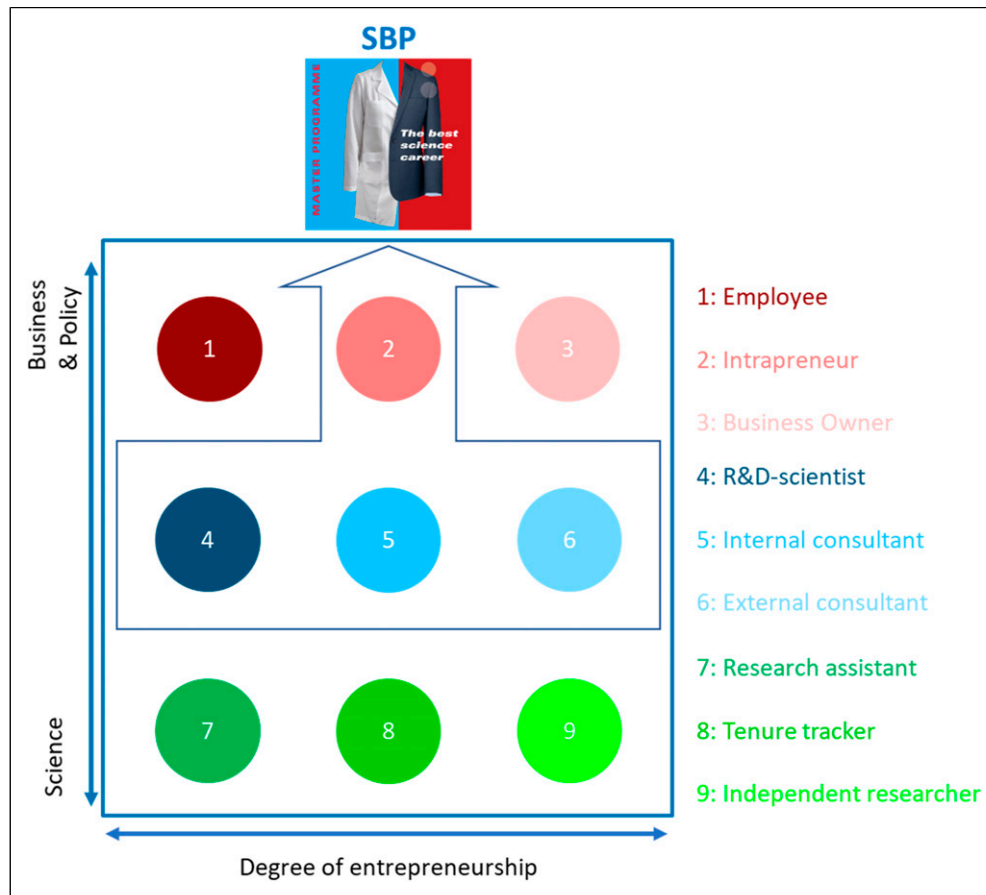 SBP
MASTER PROGRAMME
The best
science
career
Business
& Policy
1
2
3
4
5
6
7
8
9
Science
Degree of entrepreneurship
1: Employee
2: Intrapreneur
3: Business Owner
4: R&D-scientist
5: Internal consultant
6: External consultant
7: Research assistant
8: Tenure tracker
9: Independent researcher